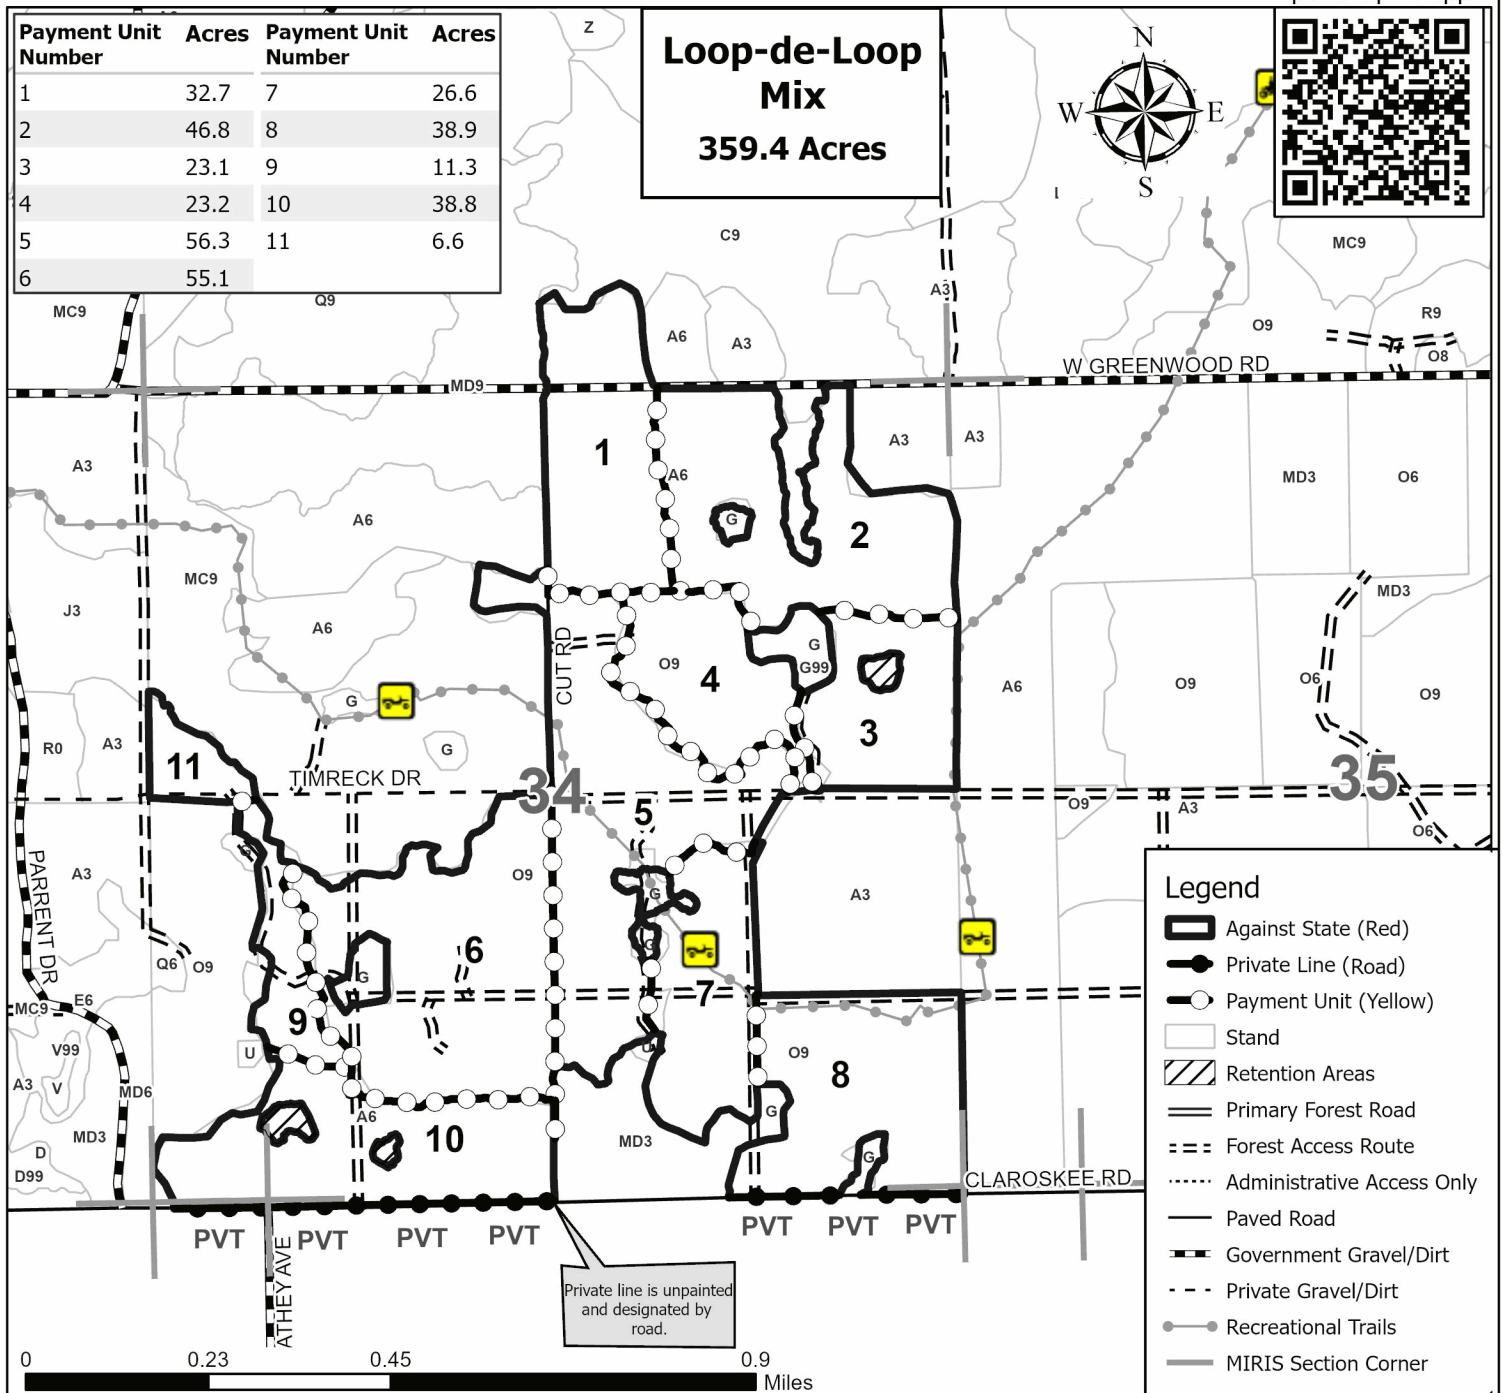 Payment Unit Number Acres Payment Unit Number Acres
1 32.7 7 26.6
2 46.8 8 38.9
3 23.1 9 11.3
4 23.2 10 38.8
5 56.3 11 6.6
6 55.1
Loop-de-Loop
Mix
359.4 Acres
N
W E
S
Z
C9
MC9
MC9
Q9
A6
A3
A3
O9
R9
O8
W GREENWOOD RD
MD9
A3
A6
1
A6
G
2
A3
A3
MD3
O6
MC9
J3
A6
CUT RD
O9
4
G
G99
3
A6
O9
O6
MD3
O9
R0
A3
11
G
G
TIMRECK DR
34
35
5
O9
A3
O6
PARRENT DR
A3
O9
A3
G
G
G
6
G
Q6
O9
7
MC9
E6
9
V99
U
U
O9
8
A3
V
MD6
A6
G
MD3
10
MD3
G
D
D99
CLAROSKEE RD
PVT PVT PVT PVT PVT PVT PVT
ATHEY AVE
Private line is unpainted
and designated by
road.
0 0.23 0.45 0.9
Miles
Legend
Against State (Red)
Private Line (Road)
Payment Unit (Yellow)
Stand
Retention Areas
Primary Forest Road
Forest Access Route
Administrative Access Only
Paved Road
Government Gravel/Dirt
Private Gravel/Dirt
Recreational Trails
MIRIS Section Corner